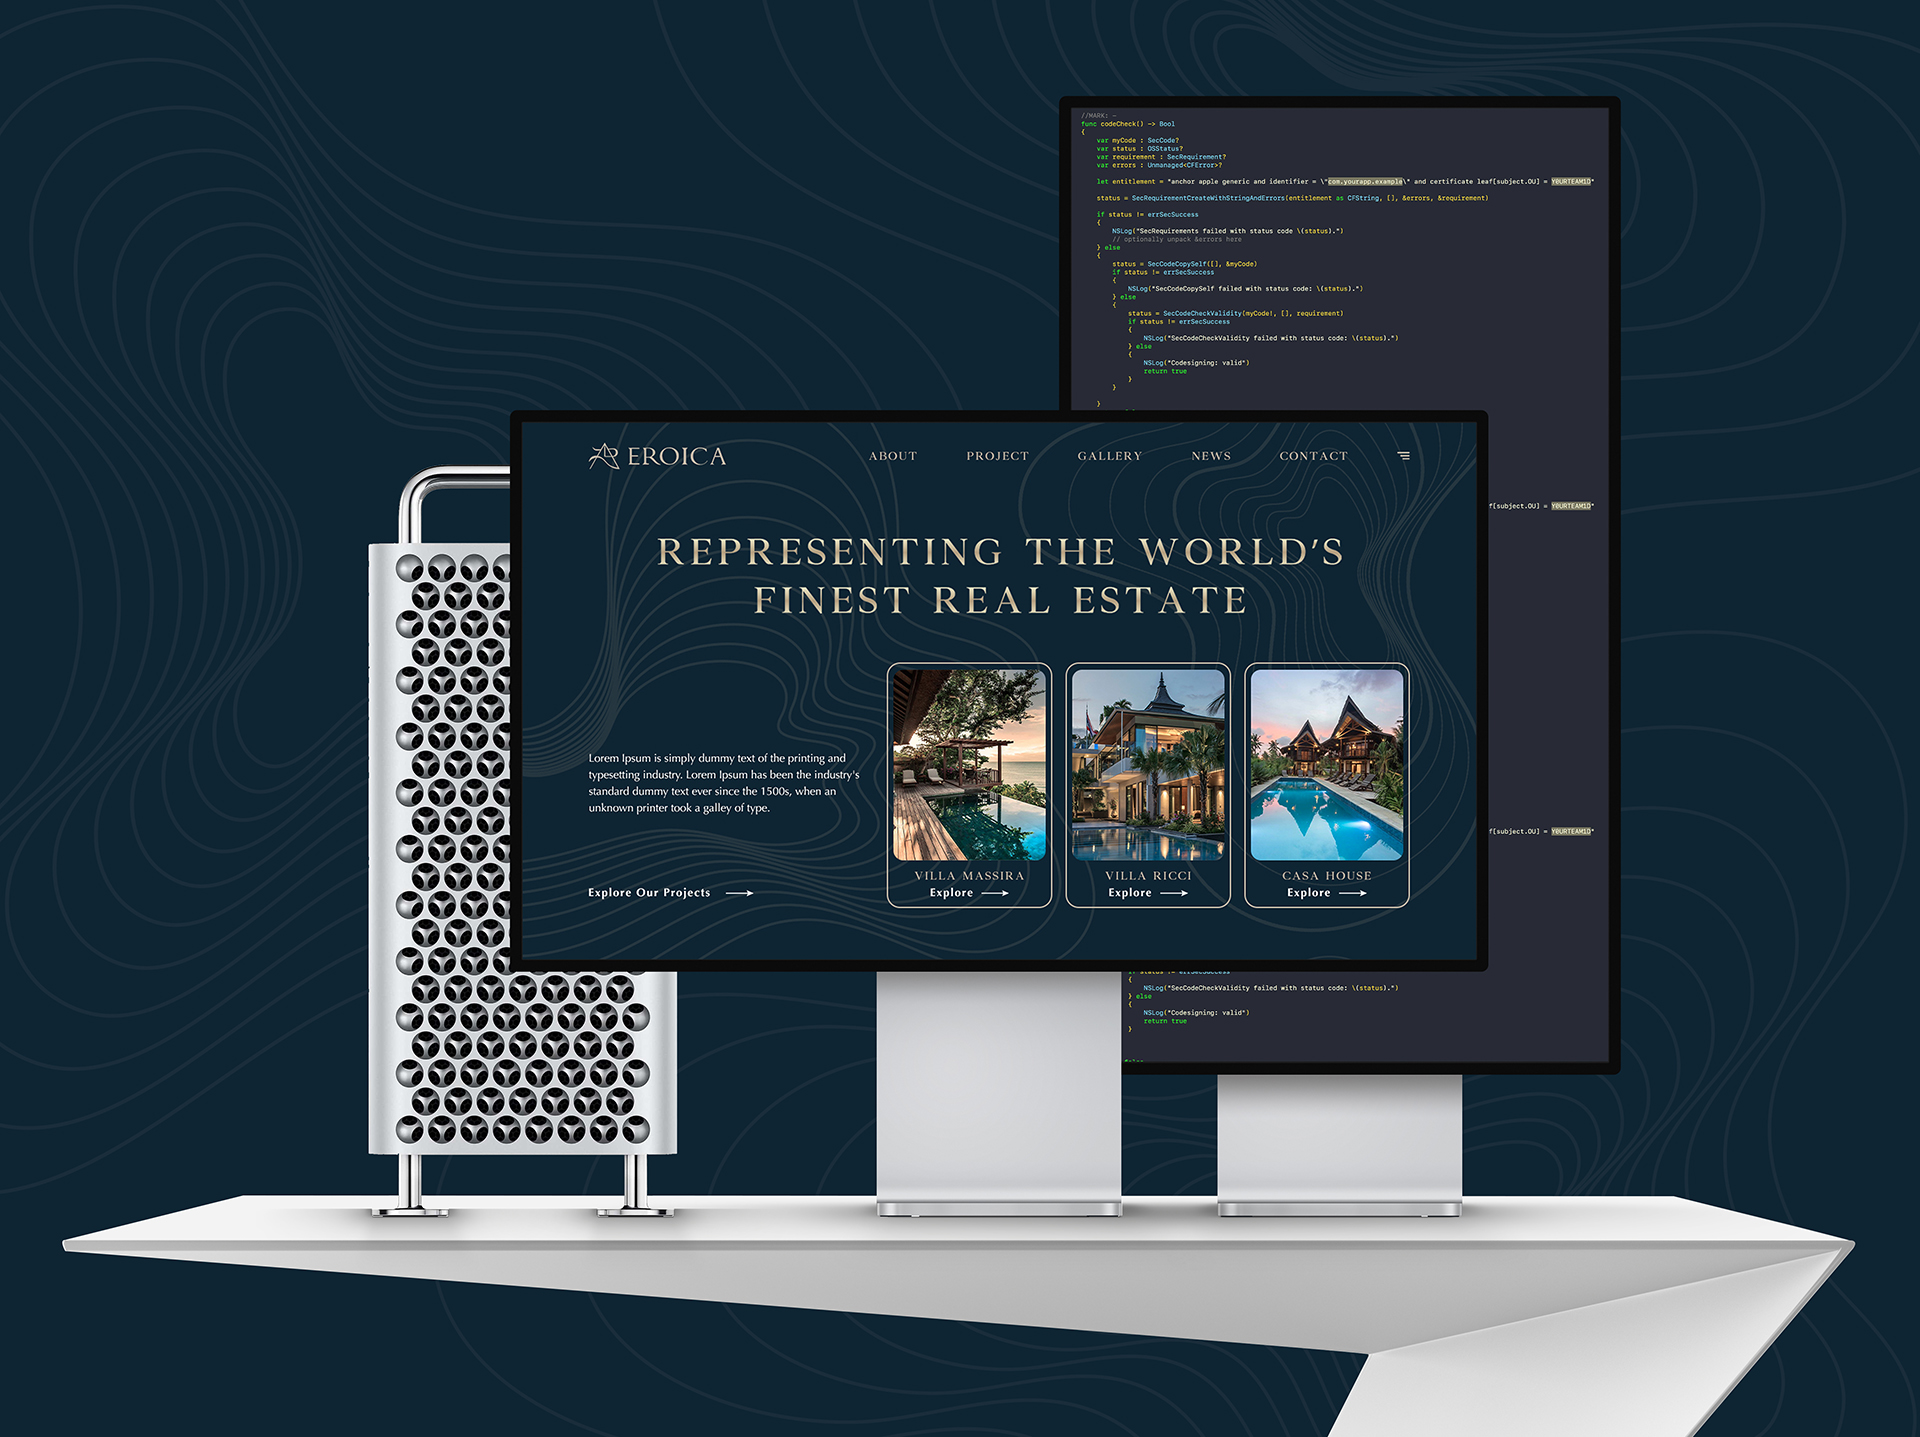 //MARK: –
func codeCheck() -> Bool
{
var myCode : SecCode?
var status : OSStatus?
var requirement : SecRequirement?
var errors : Unmanaged<CFError>?
let entitlement = "anchor apple generic and identifier = \"com.yourapp.example\" and certificate leaf[subject.OU] = Y0URTEAM1D"
status = SecRequirementCreateWithStringAndErrors(entitlement as CFString, [], &errors, &requirement)
if status != errSecSuccess
{
NSLog("SecRequirements failed with status code \(status).")
// optionally unpack &errors here
} else
{
status = SecCodeCopySelf([], &myCode)
if status != errSecSuccess
{
NSLog("SecCodeCopySelf failed with status code: \(status).")
} else
{
status = SecCodeCheckValidity(myCode!, [], requirement)
if status != errSecSuccess
{
NSLog("SecCodeCheckValidity failed with status code: \(status).")
} else
{
NSLog("Codesigning: valid")
return true
}
}
}
EROICA
ABOUT PROJECT GALLERY NEWS CONTACT
REPRESENTING THE WORLD'S
FINEST REAL ESTATE
Lorem Ipsum is simply dummy text of the printing and
typesetting industry. Lorem Ipsum has been the industry's
standard dummy text ever since the 1500s, when an
unknown printer took a galley of type.
Explore Our Projects
VILLA MASSIRA
Explore
VILLA RICCI
Explore
CASA HOUSE
Explore
f[subject.OU] = Y0URTEAM1D"
f[subject.OU] = Y0URTEAM1D"
if status != errSecSuccess
{
NSLog("SecCodeCheckValidity failed with status code: \(status).")
} else
{
NSLog("Codesigning: valid")
return true
}